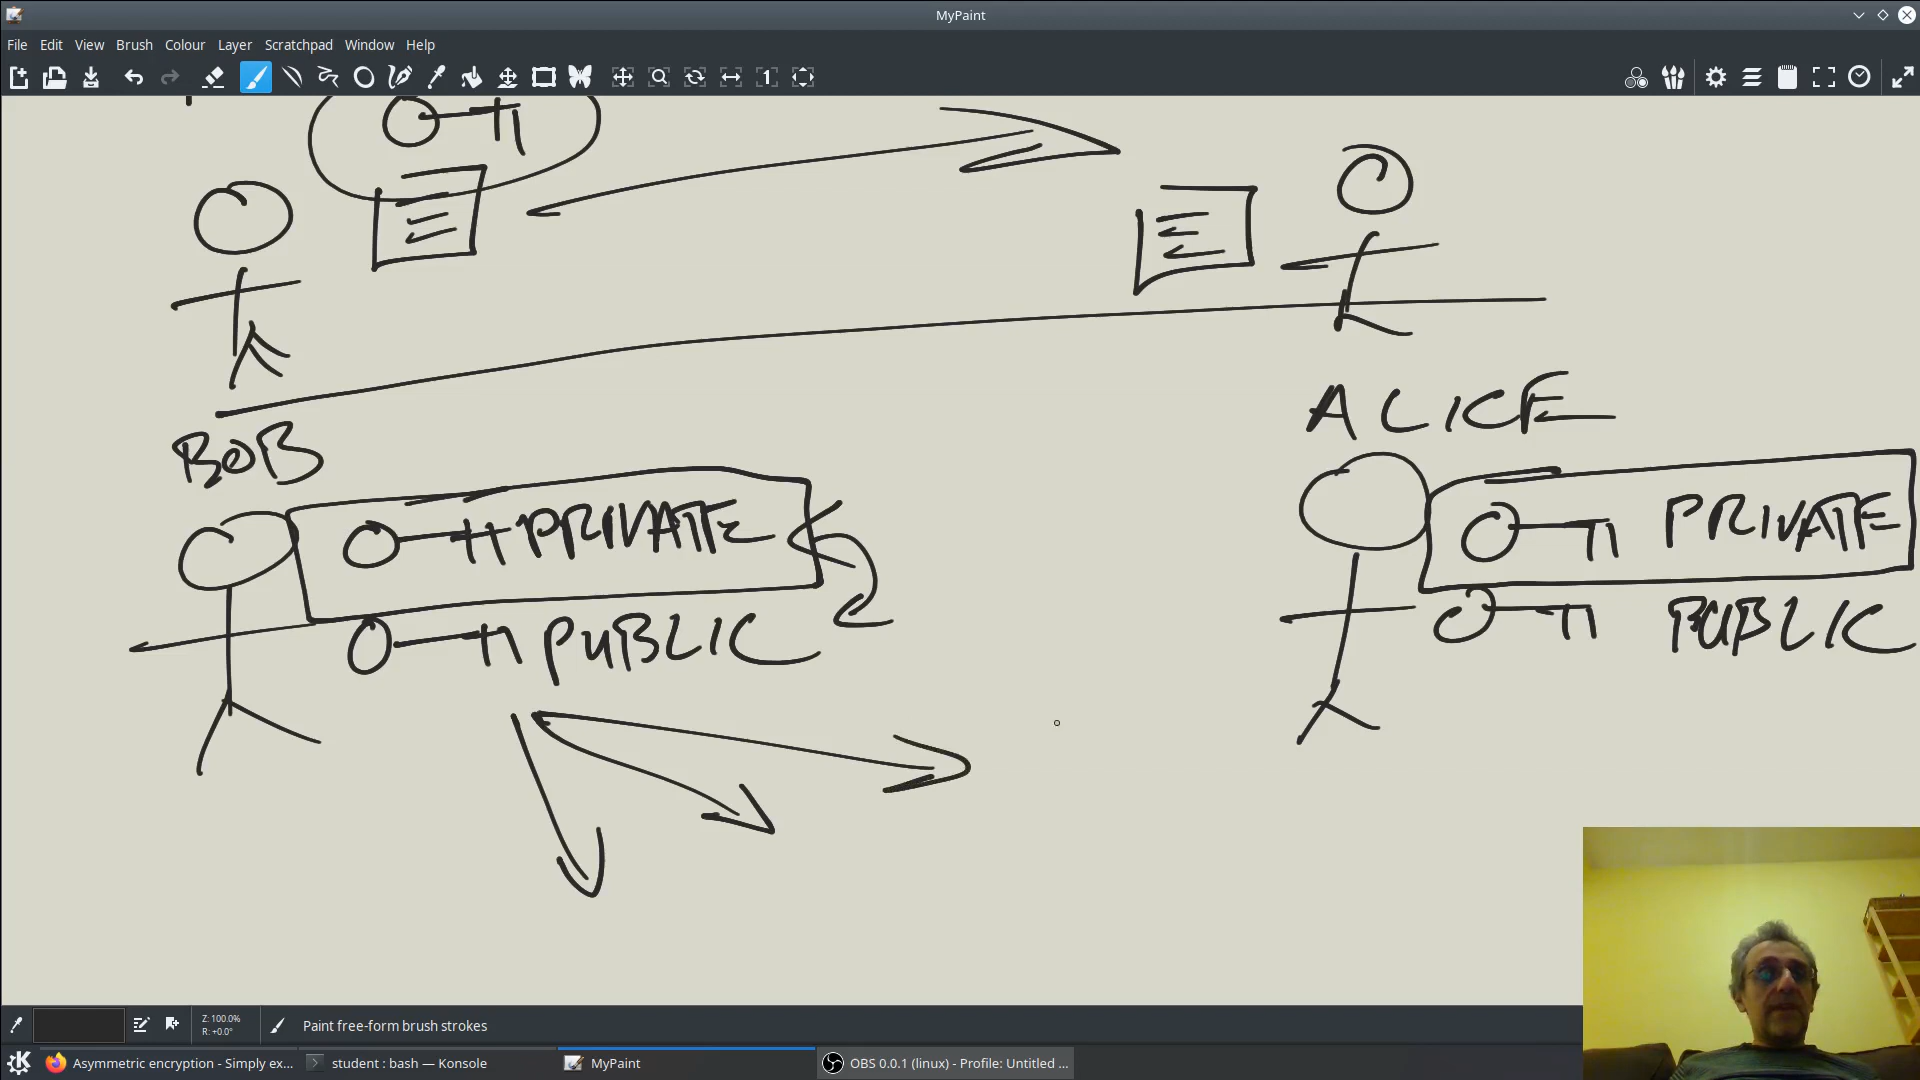 MyPaint
File Edit View Brush Colour Layer Scratchpad Window Help
1
ALICE
BOB
PRIVATE
PRIVATE
PUBLIC
PUBLIC
Z: 100.0%
R: +0.0°
Paint free-form brush strokes
Asymmetric encryption - Simply ex...
student : bash — Konsole
MyPaint
OBS 0.0.1 (linux) - Profile: Untitled ...